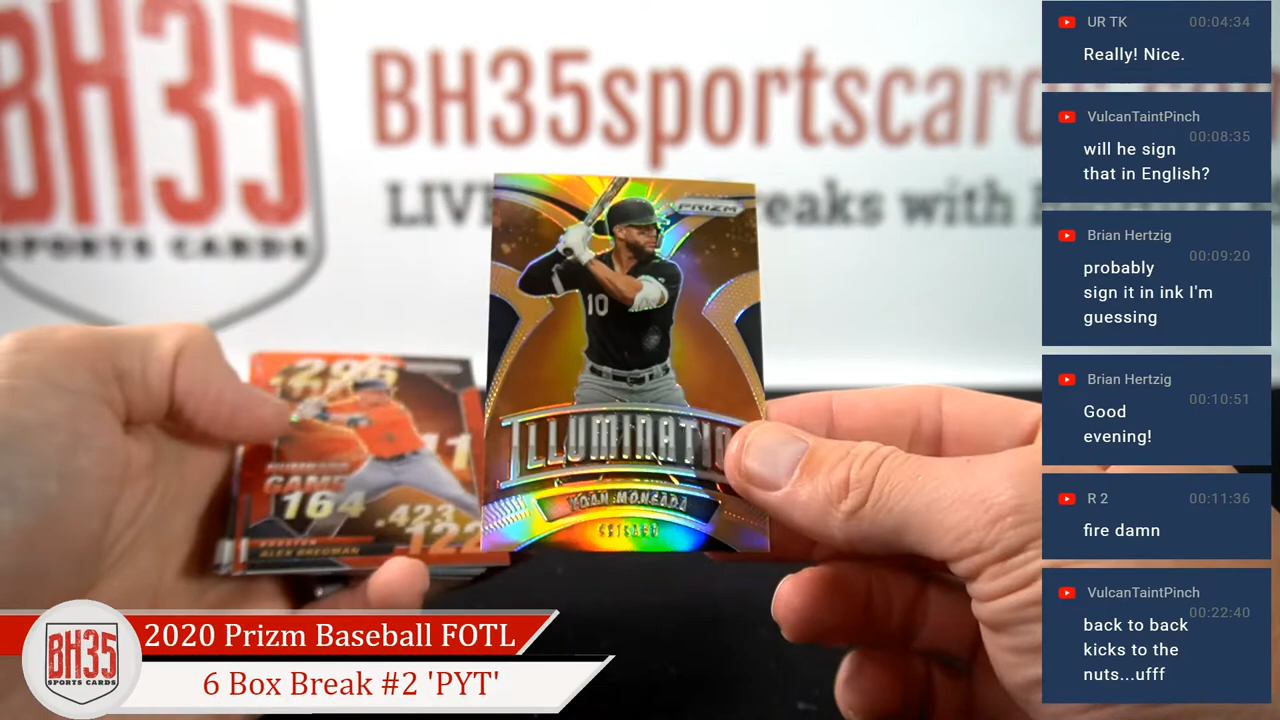 BH35
SPORTS CARDS
BH35sportscar
LIV
eaks with
PRIZM
10
ILLUMINATIO
YOAN MONCADA
CHICAGO
296
41
GAME
164
.423
122
ALEX BREGMAN
BH35
SPORTS CARDS
2020 Prizm Baseball FOTL
6 Box Break #2 'PYT'
UR TK 00:04:34
Really! Nice.
VulcanTaintPinch
00:08:35
will he sign
that in English?
Brian Hertzig
00:09:20
probably
sign it in ink I'm
guessing
Brian Hertzig
00:10:51
Good
evening!
R 2 00:11:36
fire damn
VulcanTaintPinch
00:22:40
back to back
kicks to the
nuts...ufff